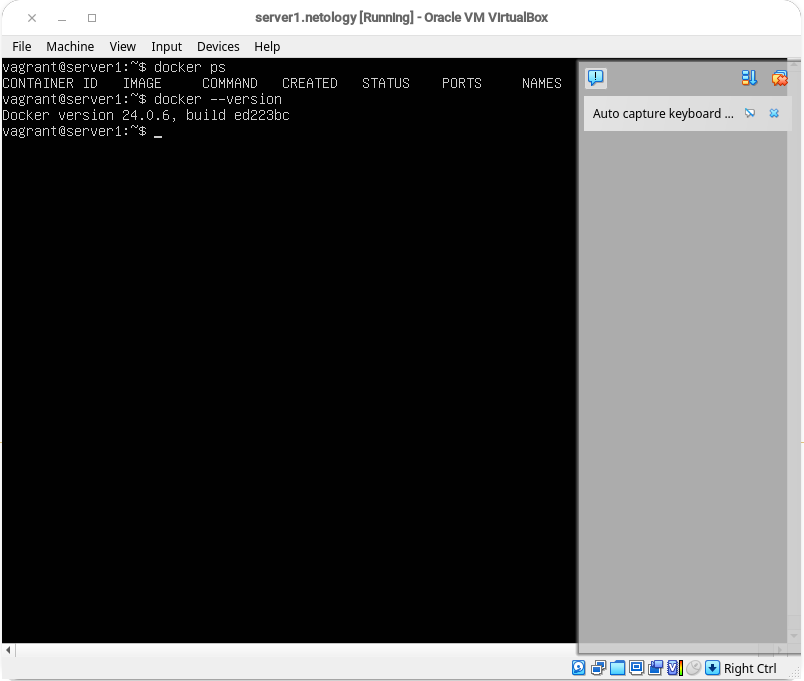 server1.netology [Running] - Oracle VM VirtualBox
File Machine View Input Devices Help
vagrant@server1:~$ docker ps
CONTAINER ID   IMAGE     COMMAND   CREATED   STATUS    PORTS     NAMES
vagrant@server1:~$ docker --version
Docker version 24.0.6, build ed223bc
vagrant@server1:~$ _
Auto capture keyboard ...
Right Ctrl